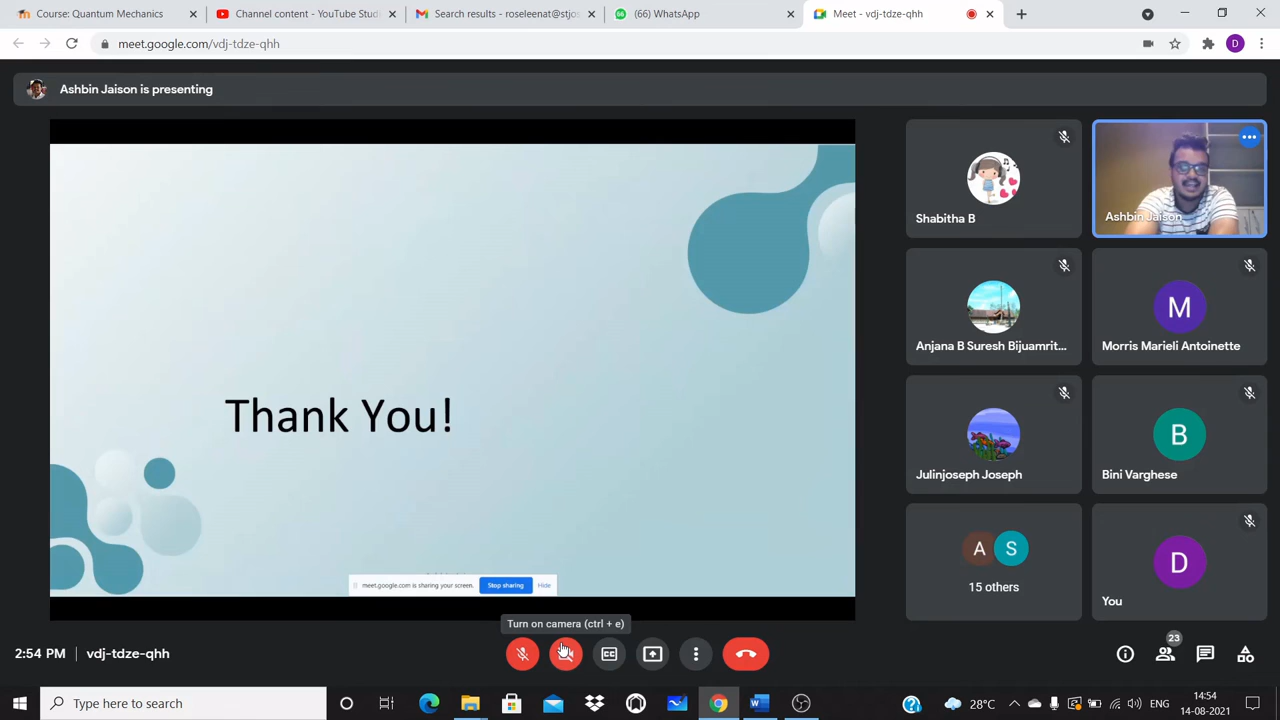 Course: Quantum Mechanics
Channel content - YouTube Stud
Search results - roseleenat@stjos
(66) WhatsApp
Meet - vdj-tdze-qhh
meet.google.com/vdj-tdze-qhh
D
Ashbin Jaison is presenting
Thank You!
meet.google.com is sharing your screen.
Stop sharing
Hide
Shabitha B
Ashbin Jaison
Anjana B Suresh Bijuamrit...
M
Morris Marieli Antoinette
Julinjoseph Joseph
B
Bini Varghese
A
S
15 others
D
You
Turn on camera (ctrl + e)
2:54 PM
vdj-tdze-qhh
CC
23
Type here to search
28°C
ENG
14:54
14-08-2021